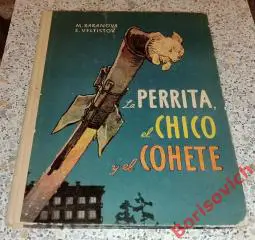 M. BARANOVA
E. VELTISTOV
La PERRITA,
el CHICO
y el COHETE
Borisovich